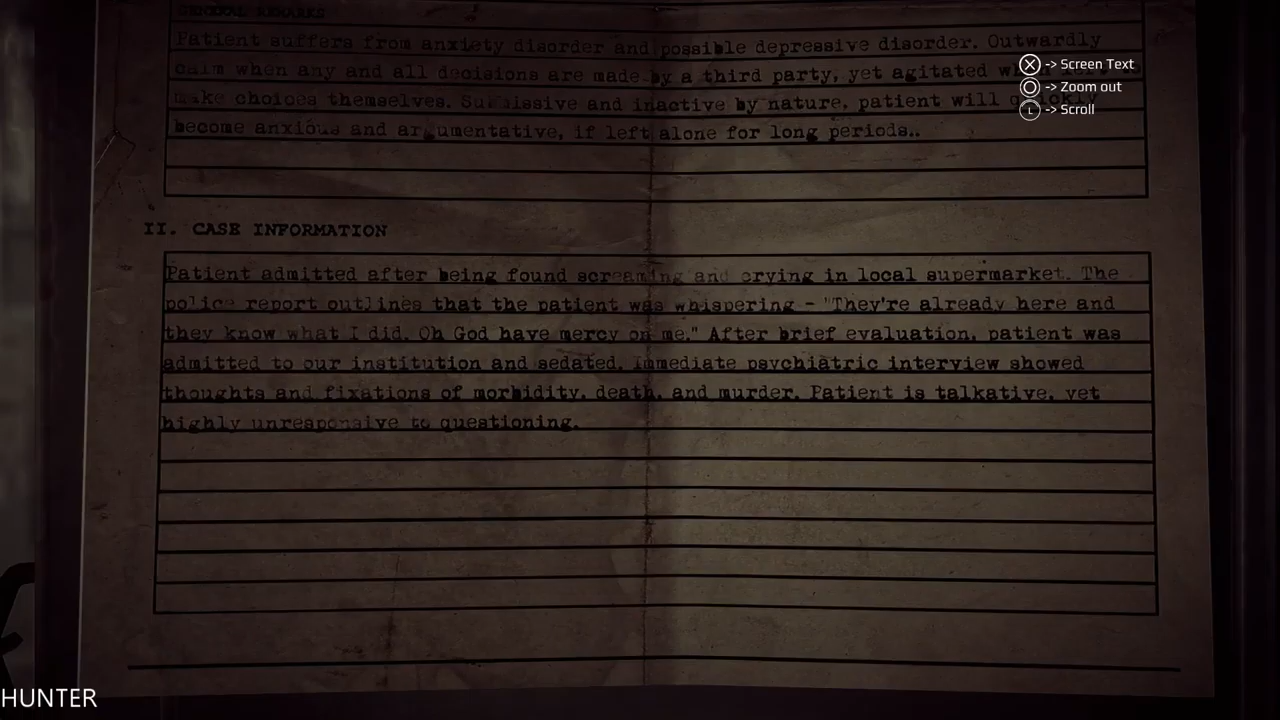 GENERAL REMARKS
Patient suffers from anxiety disorder and possible depressive disorder. Outwardly
calm when any and all decisions are made by a third party, yet agitated when left to
make choices themselves. Submissive and inactive by nature, patient will quickly
become anxious and argumentative, if left alone for long periods..
II. CASE INFORMATION
Patient admitted after being found screaming and crying in local supermarket. The
police report outlines that the patient was whispering - "They're already here and
they know what I did. Oh God have mercy on me." After brief evaluation, patient was
admitted to our institution and sedated. Immediate psychiatric interview showed
thoughts and fixations of morbidity, death, and murder. Patient is talkative, yet
highly unresponsive to questioning.
-> Screen Text
-> Zoom out
L -> Scroll
HUNTER